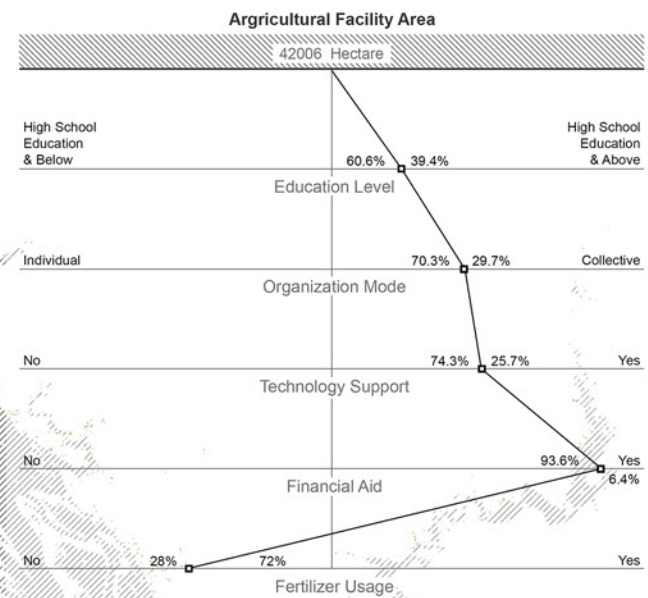 Argricultural Facility Area
42006 Hectare
High School
Education
& Below
High School
Education
& Above
60.6% 39.4%
Education Level
Individual 70.3% 29.7% Collective
Organization Mode
No 74.3% 25.7% Yes
Technology Support
No 93.6% Yes
6.4%
Financial Aid
No 28% 72% Yes
Fertilizer Usage